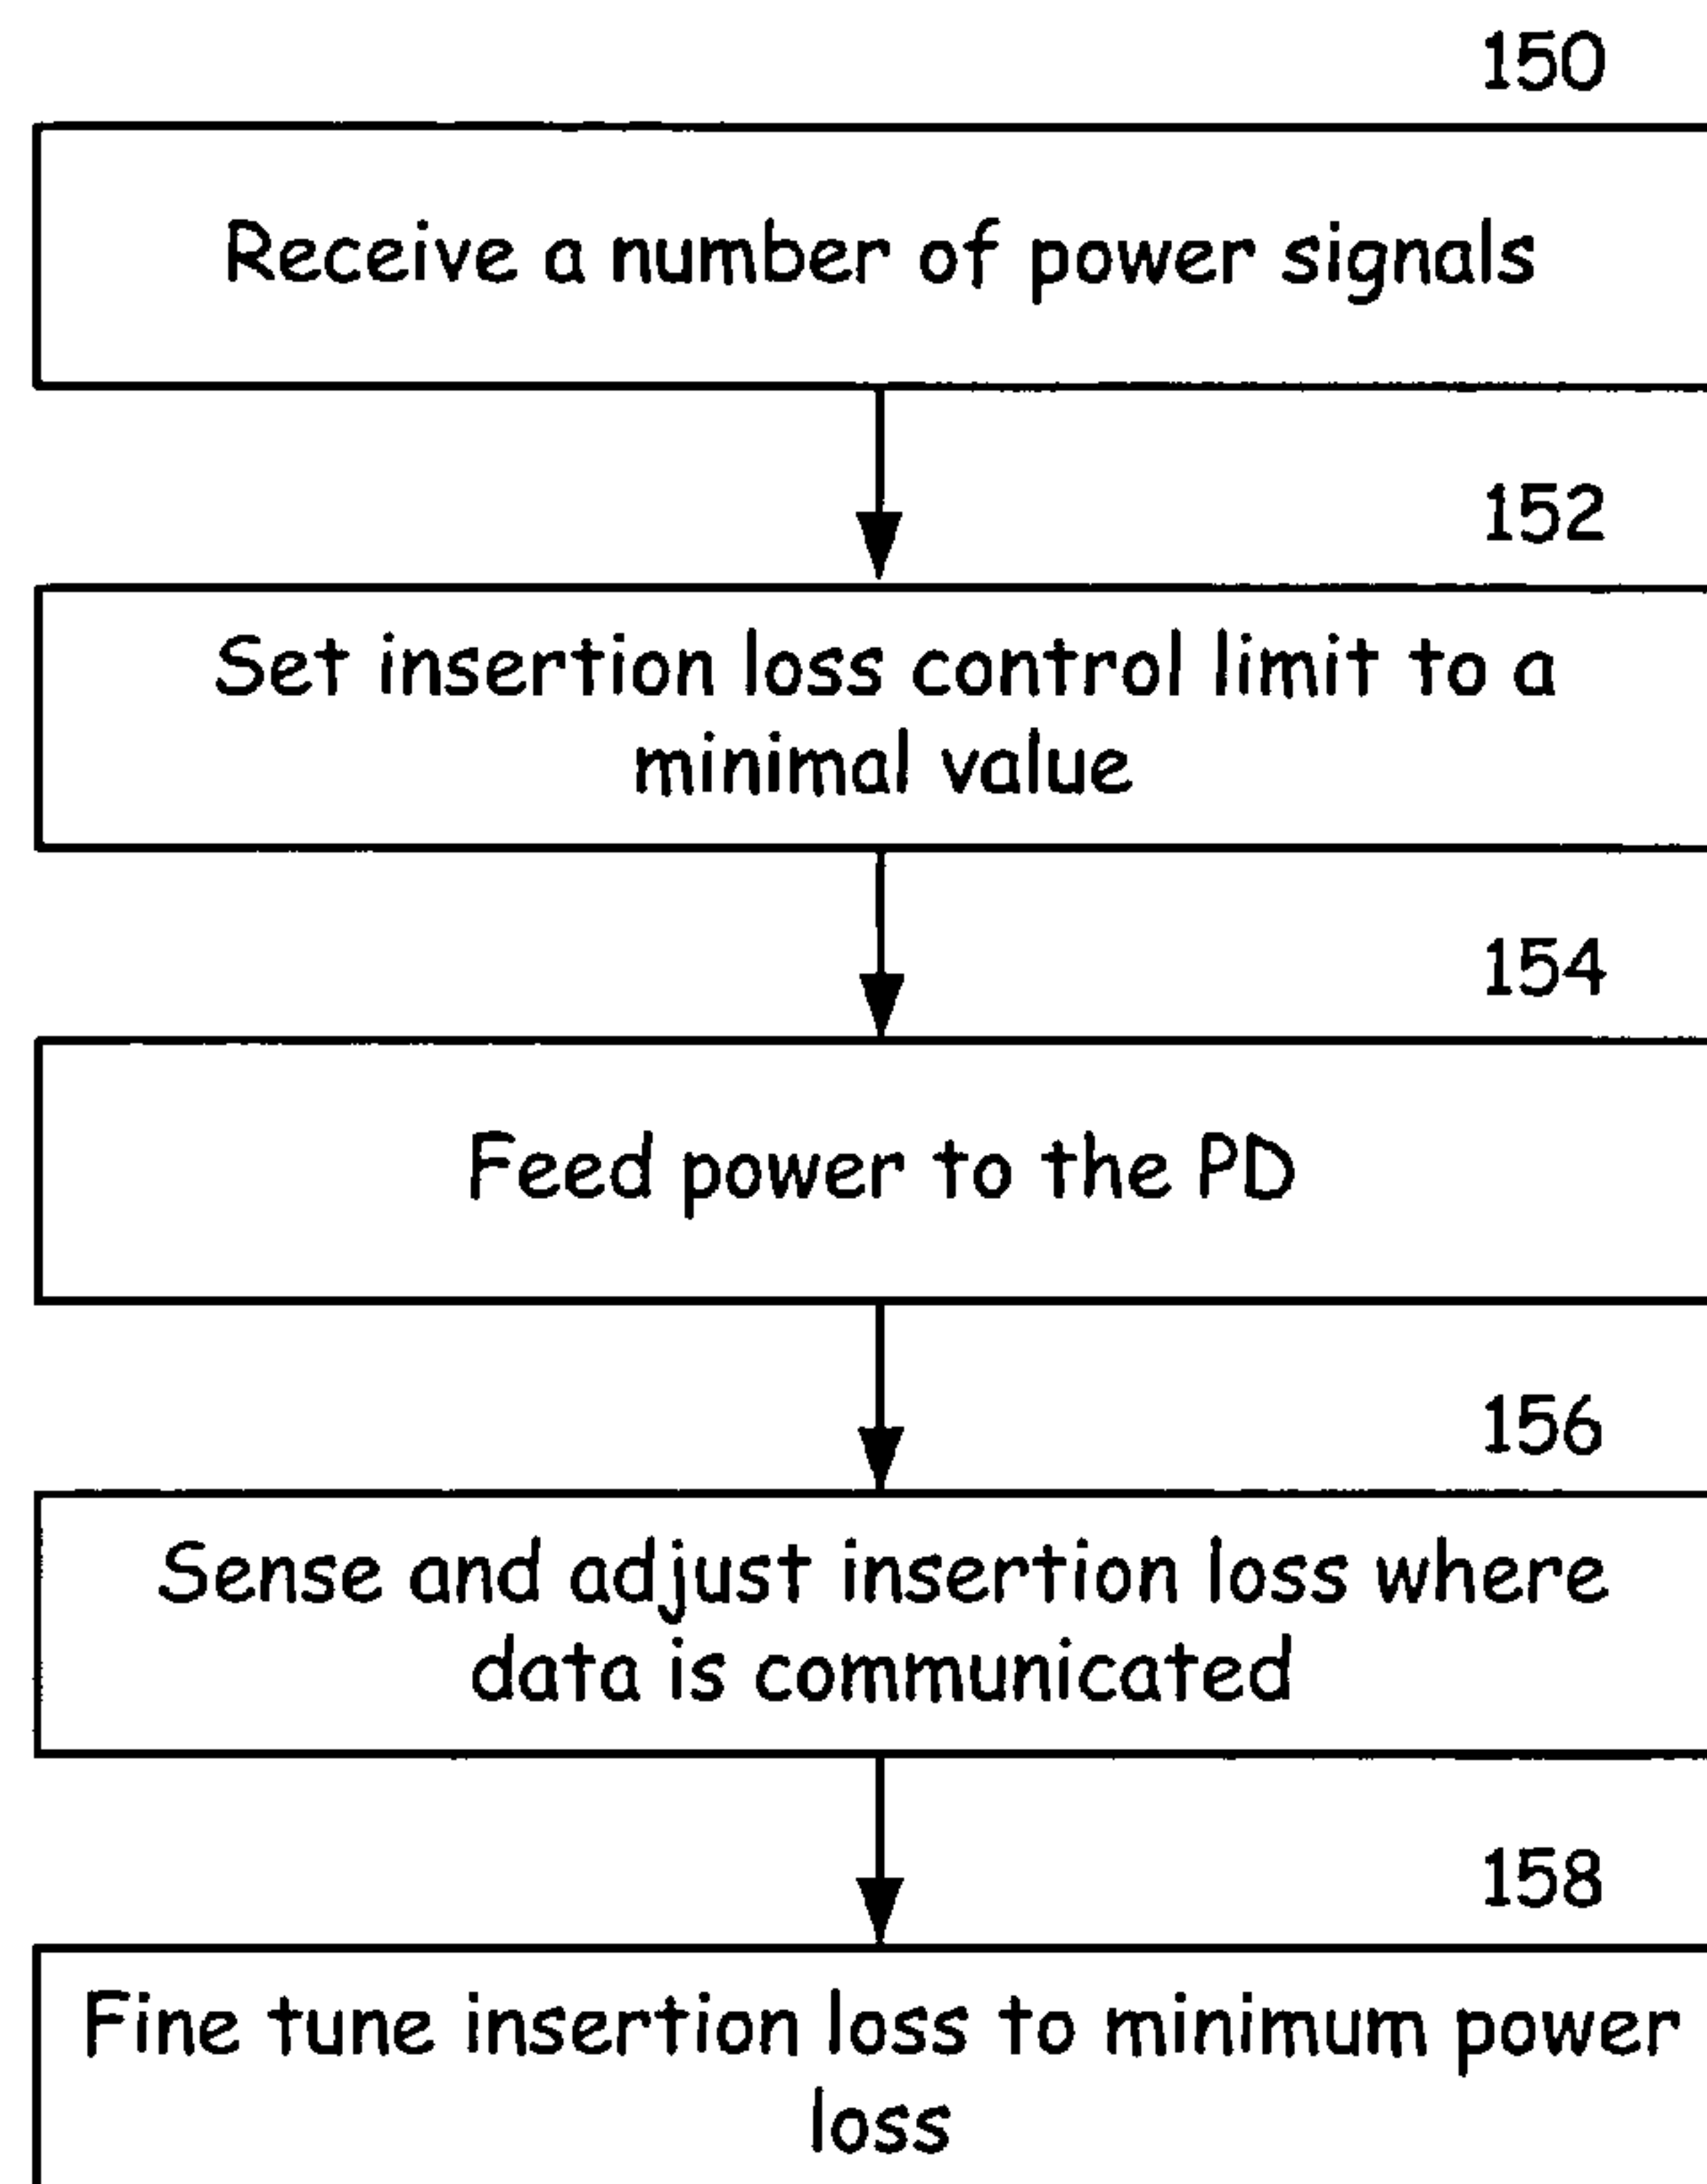 150
Receive a number of power signals
152
Set insertion loss control limit to a
minimal value
154
Feed power to the PD
156
Sense and adjust insertion loss where
data is communicated
158
Fine tune insertion loss to minimum power
loss